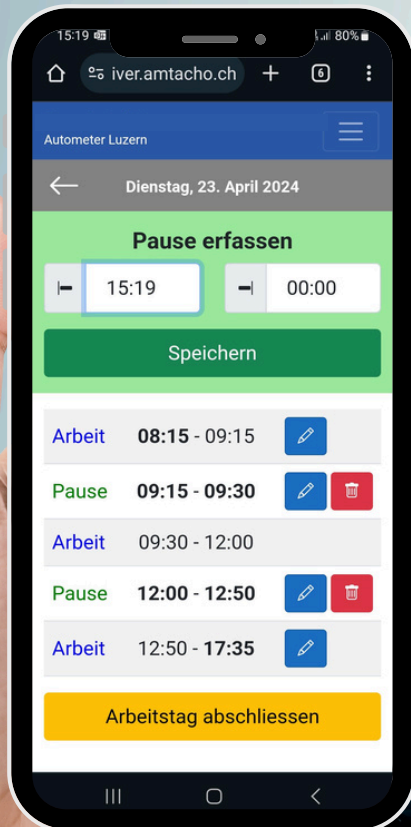 15:19 80%
iver.amtacho.ch + 6
Autometer Luzern
Dienstag, 23. April 2024
Pause erfassen
15:19 00:00
Speichern
Arbeit 08:15 - 09:15
Pause 09:15 - 09:30
Arbeit 09:30 - 12:00
Pause 12:00 - 12:50
Arbeit 12:50 - 17:35
Arbeitstag abschliessen